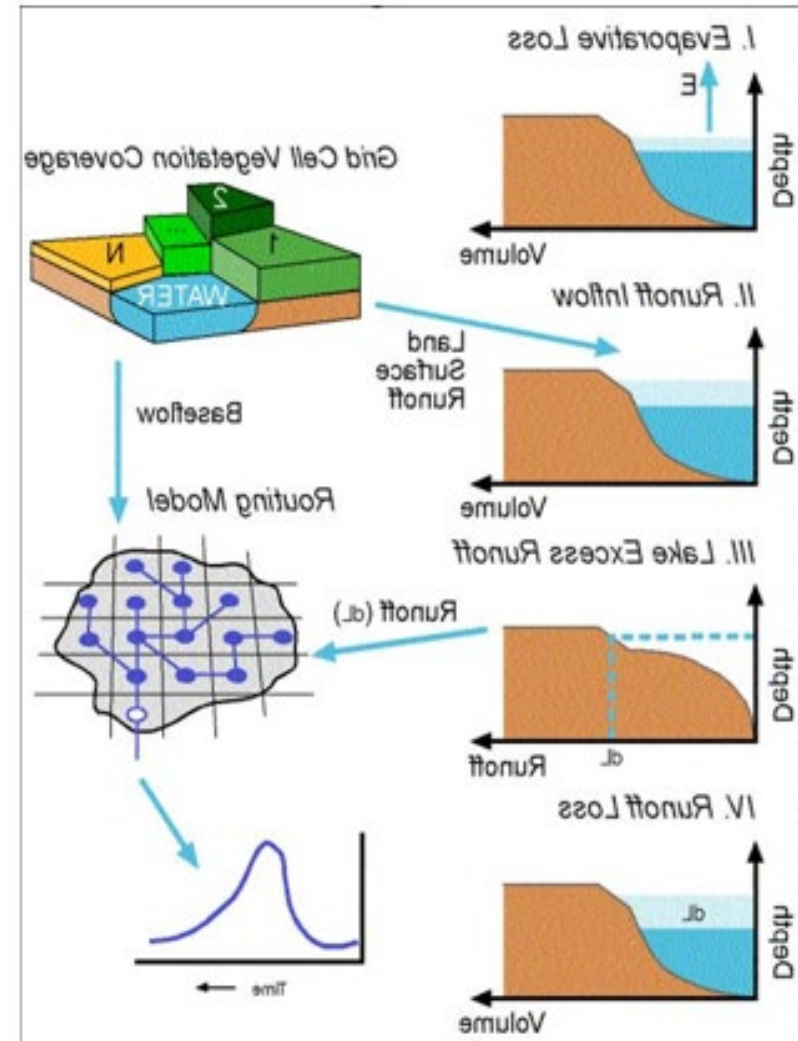 I. Evaporative Loss
E
Depth
Volume
Grid Cell Vegetation Coverage
2
...
1
N
WATER
II. Runoff Inflow
Land
Surface
Runoff
Depth
Volume
Baseflow
Routing Model
III. Lake Excess Runoff
Runoff (dL)
Depth
dL
Runoff
IV. Runoff Loss
dL
Depth
Volume
Time